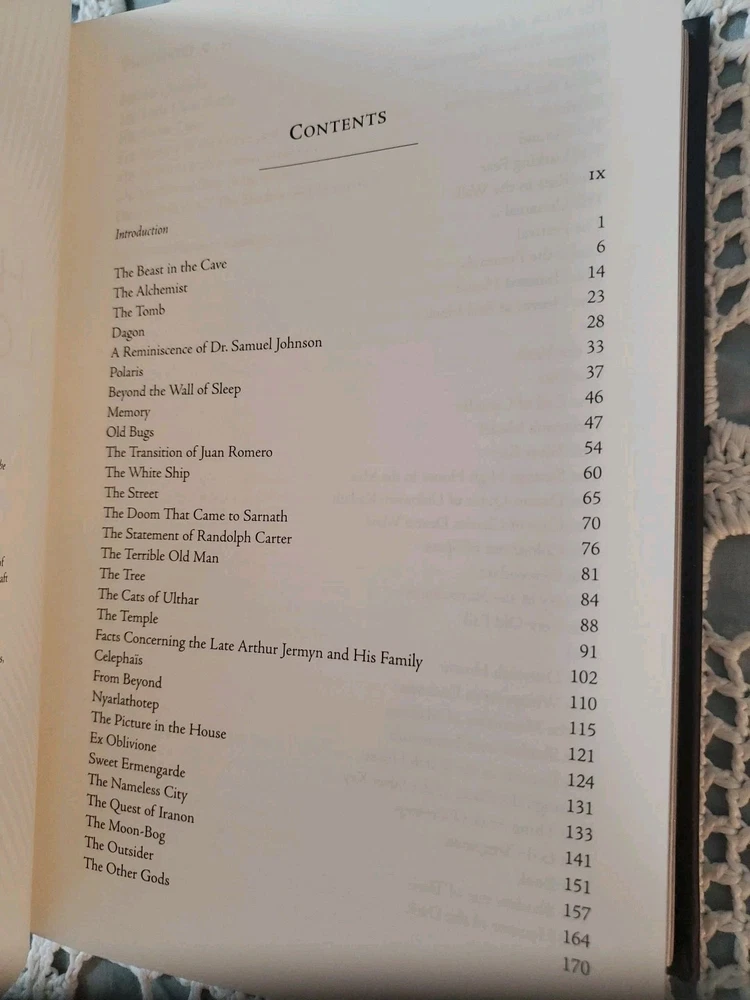 CONTENTS
Introduction IX
The Beast in the Cave 1
The Alchemist 6
The Tomb 14
Dagon 23
A Reminiscence of Dr. Samuel Johnson 28
Polaris 33
Beyond the Wall of Sleep 37
Memory 46
Old Bugs 47
The Transition of Juan Romero 54
The White Ship 60
The Street 65
The Doom That Came to Sarnath 70
The Statement of Randolph Carter 76
The Terrible Old Man 81
The Tree 84
The Cats of Ulthar 88
The Temple 91
Facts Concerning the Late Arthur Jermyn and His Family 102
Celephaïs 110
From Beyond 115
Nyarlathotep 121
The Picture in the House 124
Ex Oblivione 131
Sweet Ermengarde 133
The Nameless City 141
The Quest of Iranon 151
The Moon-Bog 157
The Outsider 164
The Other Gods 170